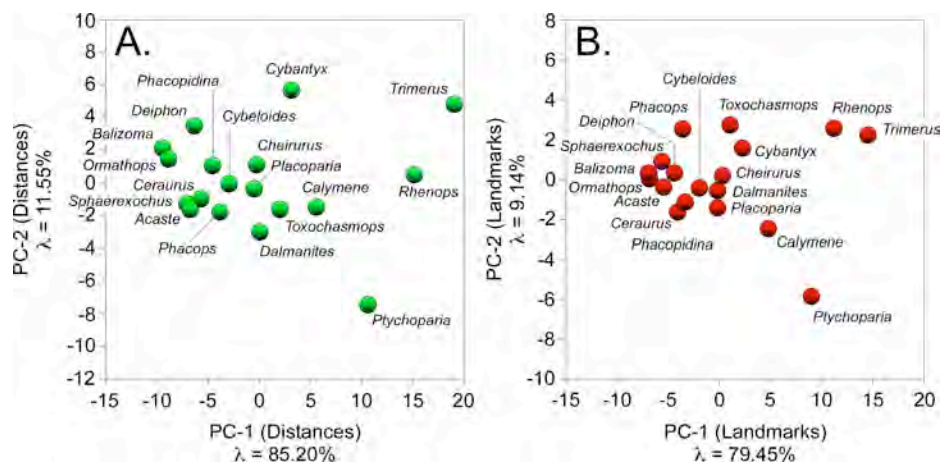 A.
10
8
6
4
2
0
-2
-4
-6
-8
-10
-12
PC-2 (Distances)
λ = 11.55%
Cybantyx
Trimerus
Phacopidina
Deiphon
Cybeloides
Balizoma
Cheirurus
Ormathops
Placoparia
Ceraurus
Calymene
Rhenops
Sphaerexochus
Acaste
Toxochasmops
Phacops
Dalmanites
Ptychoparia
-15
-10
-5
0
5
10
15
20
PC-1 (Distances)
λ = 85.20%
B.
8
6
4
2
0
-2
-4
-6
-8
-10
PC-2 (Landmarks)
λ = 9.14%
Cybeloides
Phacops
Toxochasmops
Rhenops
Deiphon
Trimerus
Sphaerexochus
Cybantyx
Balizoma
Cheirurus
Ormathops
Dalmanites
Acaste
Placoparia
Ceraurus
Phacopidina
Calymene
Ptychoparia
-15
-10
-5
0
5
10
15
20
PC-1 (Landmarks)
λ = 79.45%